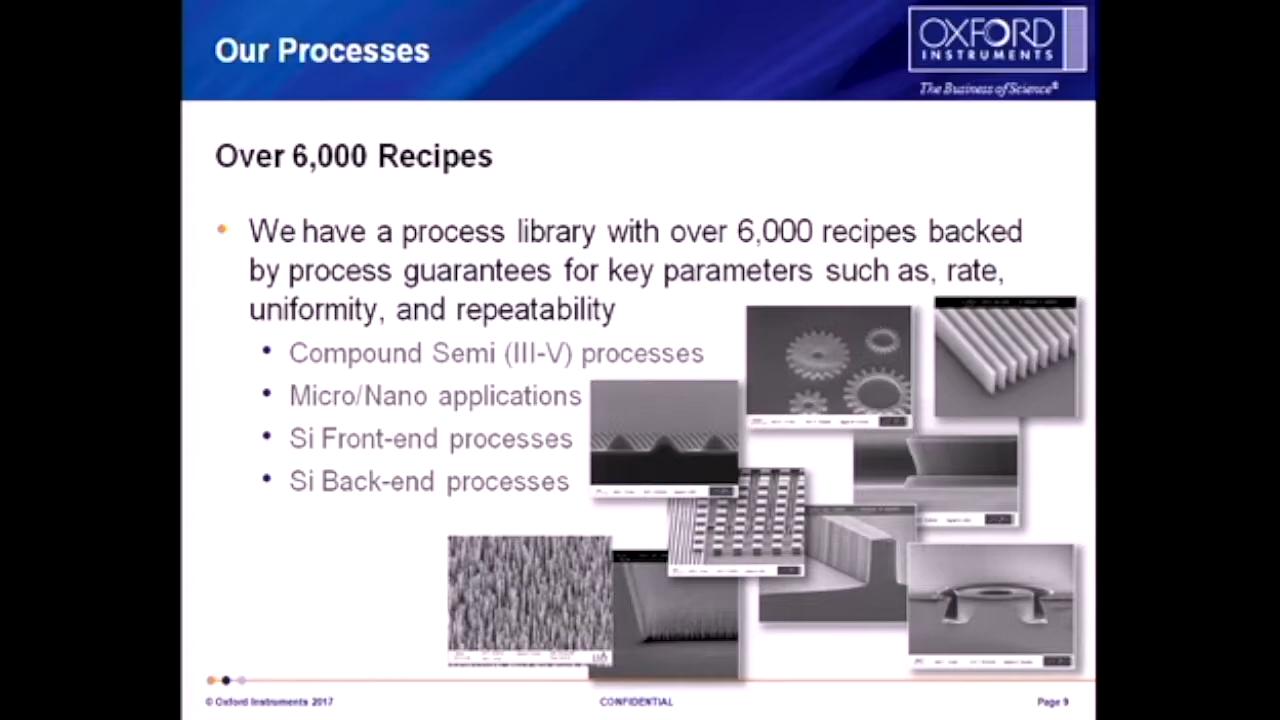 Our Processes
OXFORD
INSTRUMENTS
The Business of Science®
Over 6,000 Recipes
• We have a process library with over 6,000 recipes backed
by process guarantees for key parameters such as, rate,
uniformity, and repeatability
• Compound Semi (III-V) processes
• Micro/Nano applications
• Si Front-end processes
• Si Back-end processes
© Oxford Instruments 2017
CONFIDENTIAL
Page 9